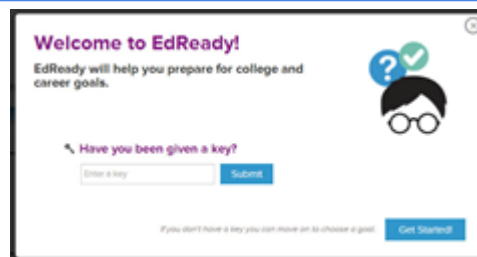 Welcome to EdReady!
EdReady will help you prepare for college and
career goals.
?
Have you been given a key?
Enter a key
Submit
If you don't have a key you can move on to choose a goal.
Get Started!